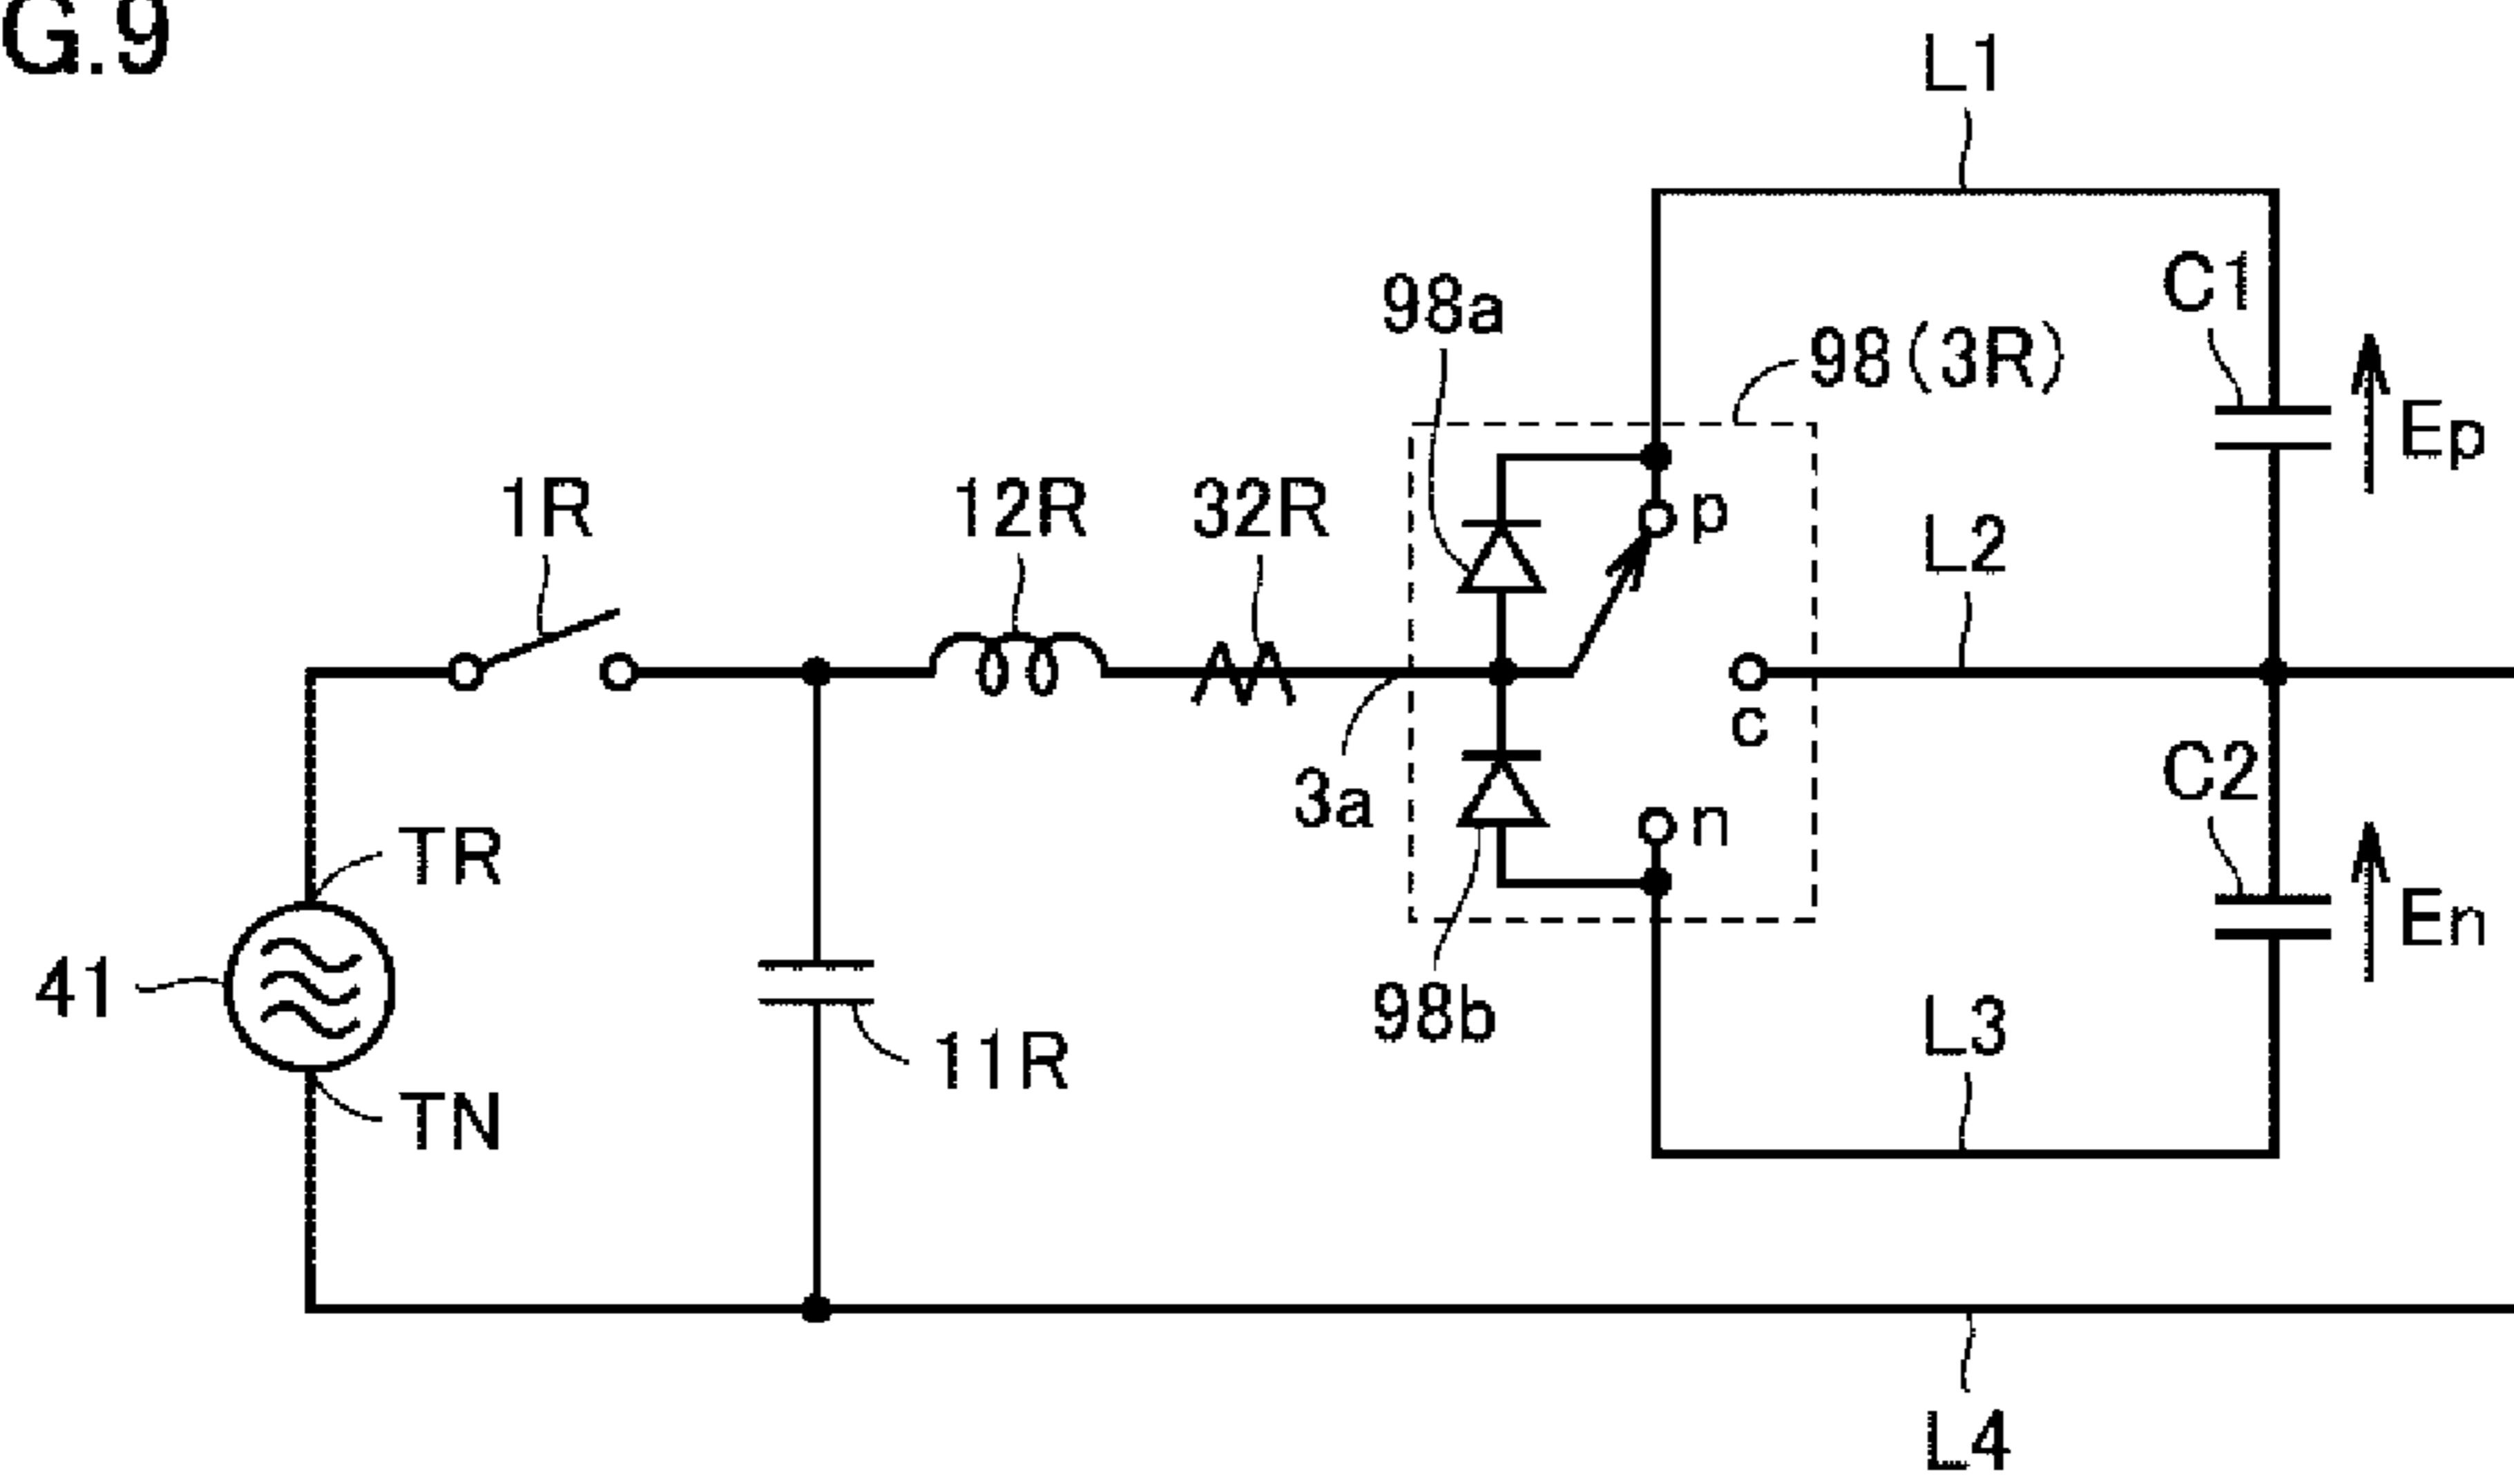 G.9
L1
C1
98a
98(3R)
Ep
1R
12R
32R
p
L2
c
3a
C2
n
TR
En
41
98b
L3
11R
TN
L4